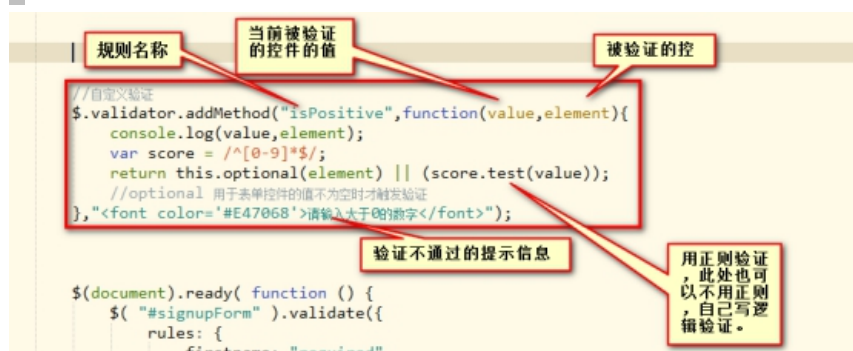 规则名称
当前被验证
的控件的值
被验证的控
//自定义验证
$.validator.addMethod("isPositive",function(value,element){
console.log(value,element);
var score = /^[0-9]*$/;
return this.optional(element) || (score.test(value));
//optional 用于表单控件的值不为空时才触发验证
},"<font color='#E47068'>请输入大于0的数字</font>");
验证不通过的提示信息
用正则验证
，此处也可
以不用正则
，自己写逻
辑验证。
$(document).ready( function () {
$( "#signupForm" ).validate({
rules: {
firstname: "required"